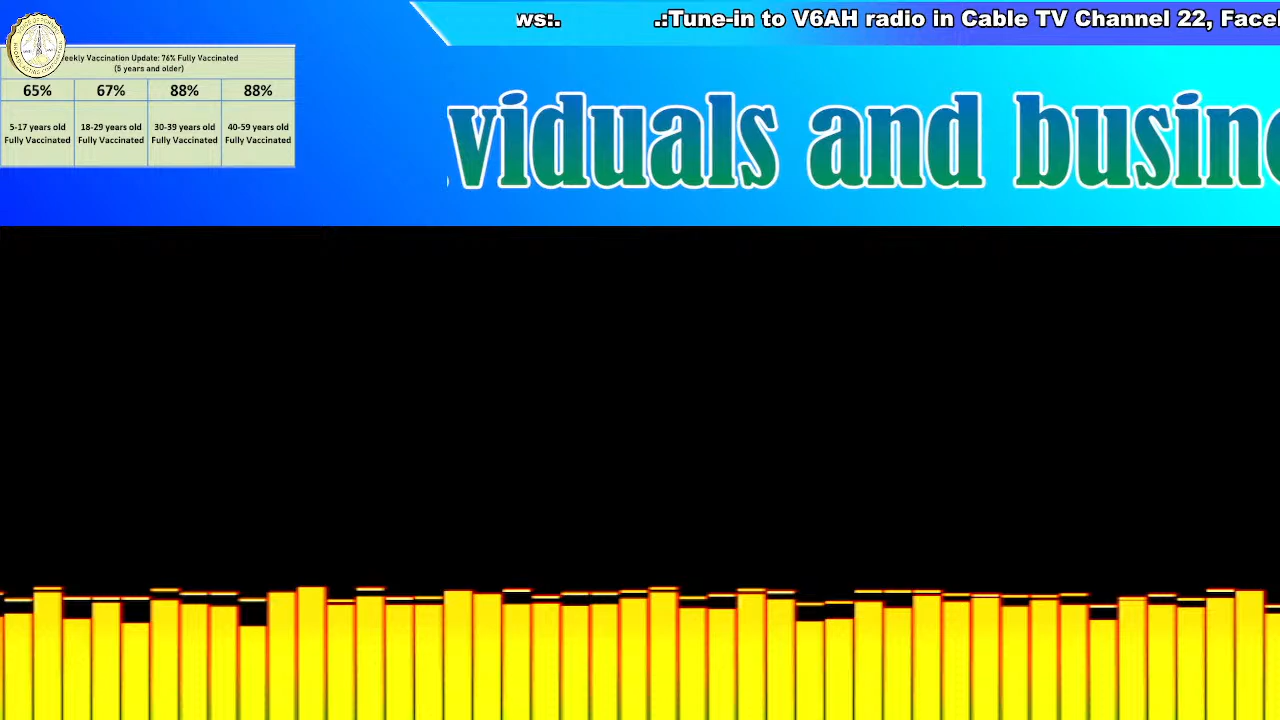 ws:. .:Tune-in to V6AH radio in Cable TV Channel 22, Facel
eekly Vaccination Update: 76% Fully Vaccinated
(5 years and older)
65% 67% 88% 88%
5-17 years old 18-29 years old 30-39 years old 40-59 years old
Fully Vaccinated Fully Vaccinated Fully Vaccinated Fully Vaccinated
viduals and busine